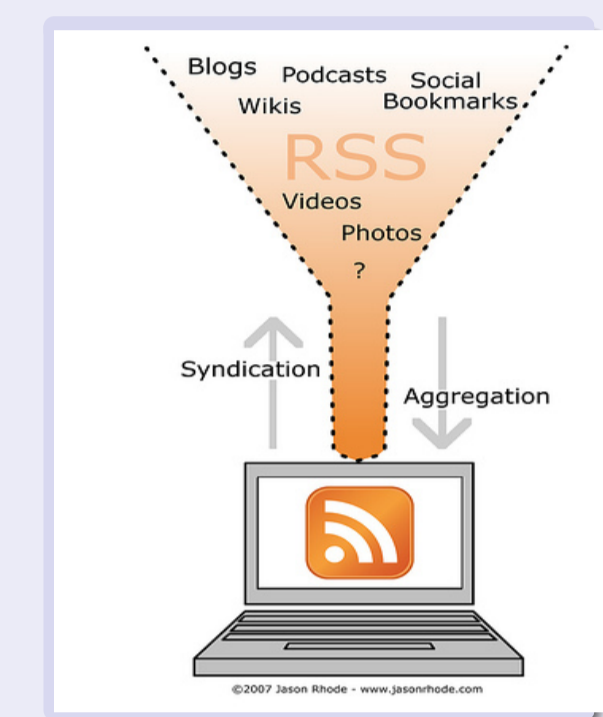 Blogs Podcasts Social
Wikis Bookmarks
RSS
Videos
Photos
?
Syndication
Aggregation
©2007 Jason Rhode - www.jasonrhode.com